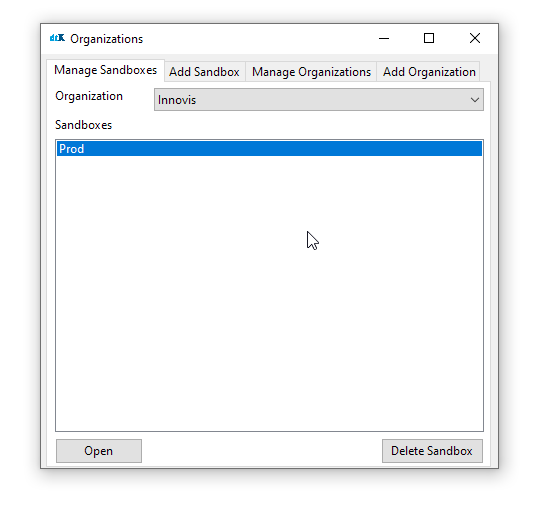 Organizations
Manage Sandboxes Add Sandbox Manage Organizations Add Organization
Organization Innovis
Sandboxes
Prod
Open Delete Sandbox